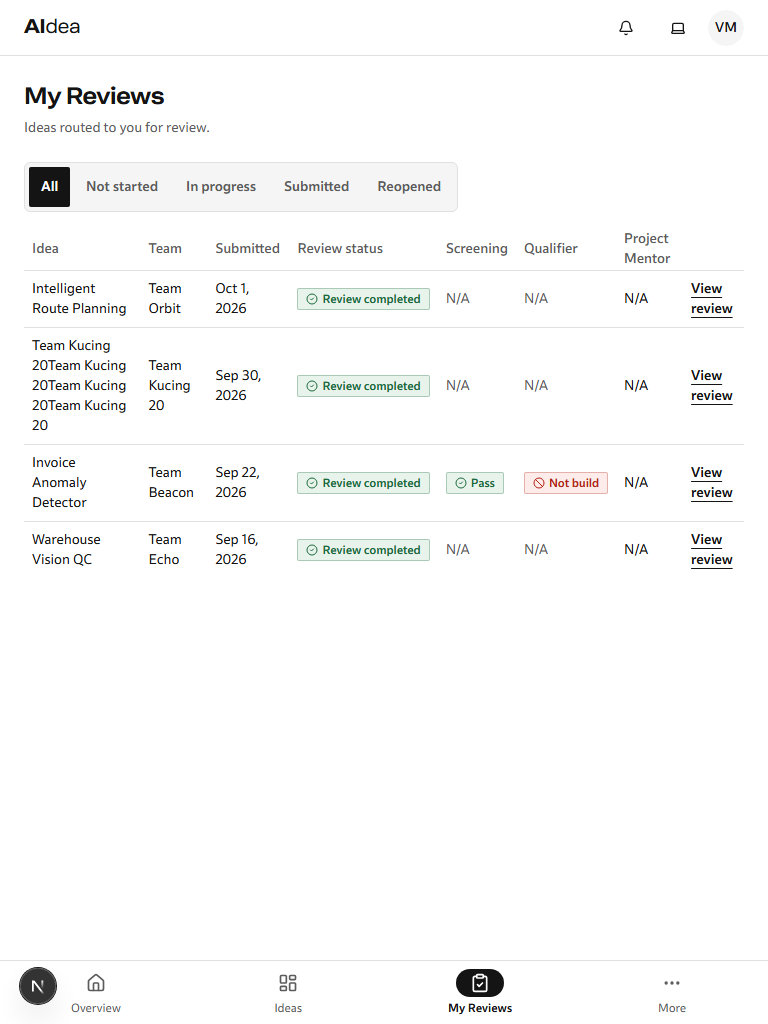 AIdea
VM
My Reviews
Ideas routed to you for review.
All Not started In progress Submitted Reopened
Idea Team Submitted Review status Screening Qualifier Project Mentor
Intelligent Route Planning Team Orbit Oct 1, 2026 Review completed N/A N/A N/A View review
Team Kucing 20Team Kucing 20Team Kucing 20Team Kucing 20 Team Kucing 20 Sep 30, 2026 Review completed N/A N/A N/A View review
Invoice Anomaly Detector Team Beacon Sep 22, 2026 Review completed Pass Not build N/A View review
Warehouse Vision QC Team Echo Sep 16, 2026 Review completed N/A N/A N/A View review
N
Overview Ideas My Reviews More